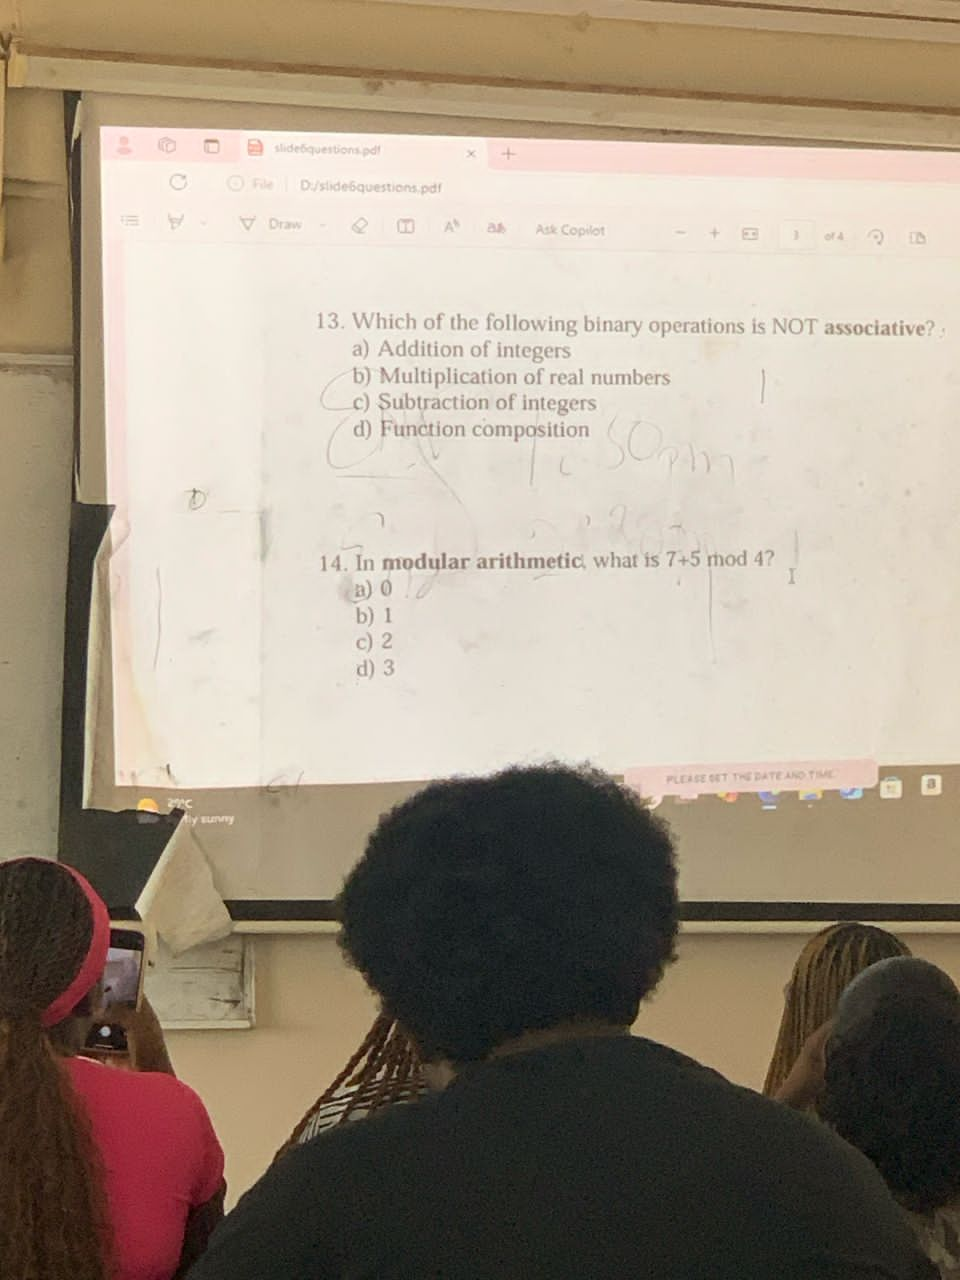 slide6questions.pdf
File D:/slide6questions.pdf
Draw Ask Copilot 3 of 4
13. Which of the following binary operations is NOT associative?
a) Addition of integers
b) Multiplication of real numbers
c) Subtraction of integers
d) Function composition
14. In modular arithmetic, what is 7+5 mod 4?
a) 0
b) 1
c) 2
d) 3
PLEASE SET THE DATE AND TIME
sunny